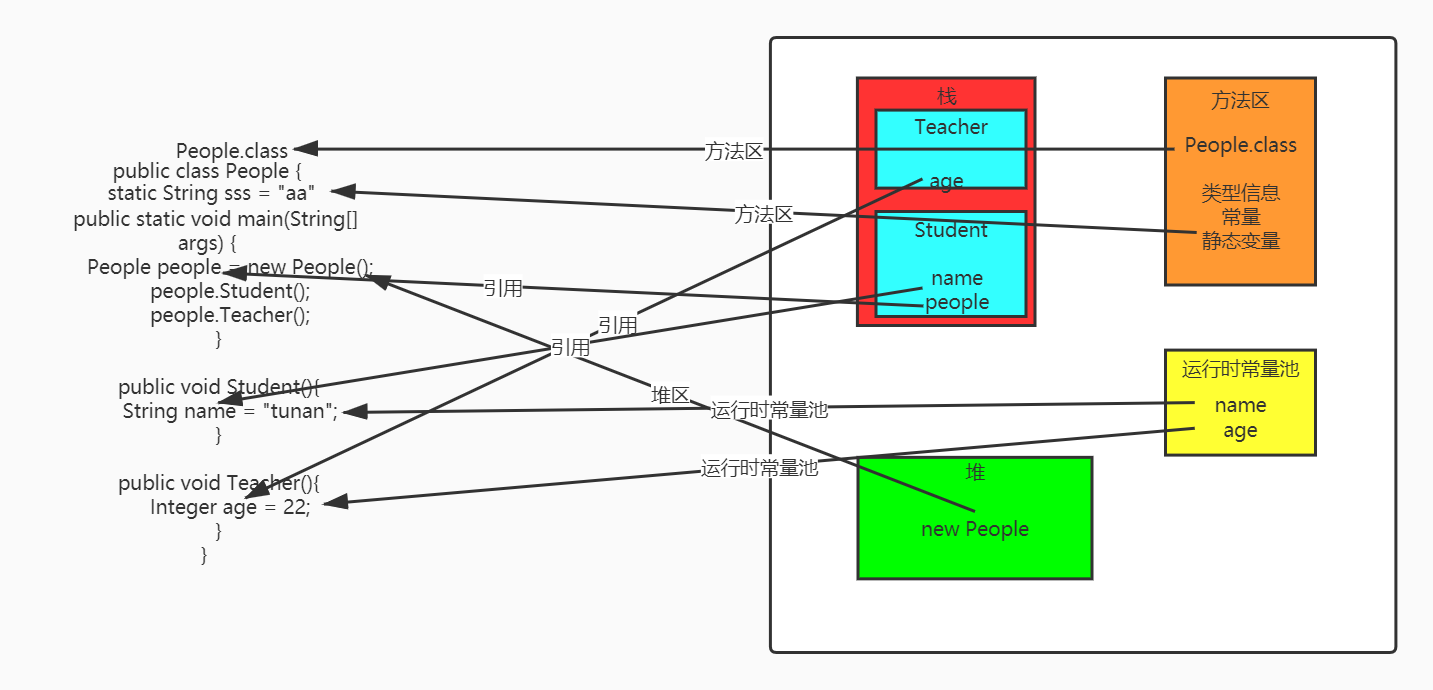 People.class
public class People {
static String sss = "aa"
public static void main(String[]
args) {
People people = new People();
people.Student();
people.Teacher();
}
public void Student(){
String name = "tunan";
}
public void Teacher(){
Integer age = 22;
}
}
方法区
方法区
引用
引用
引用
堆区
运行时常量池
运行时常量池
栈
Teacher
age
Student
name
people
方法区
People.class
类型信息
常量
静态变量
运行时常量池
name
age
堆
new People